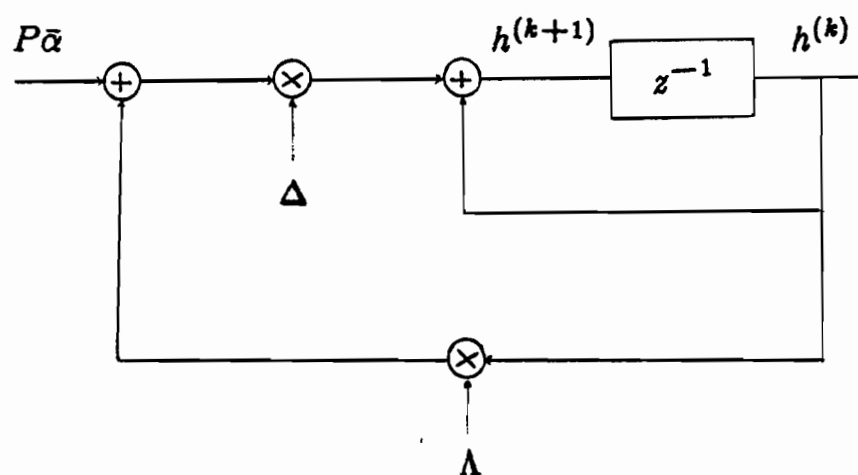 Pᾱ
h^(k+1)
h^(k)
+
×
+
z^−1
Δ
×
Λ